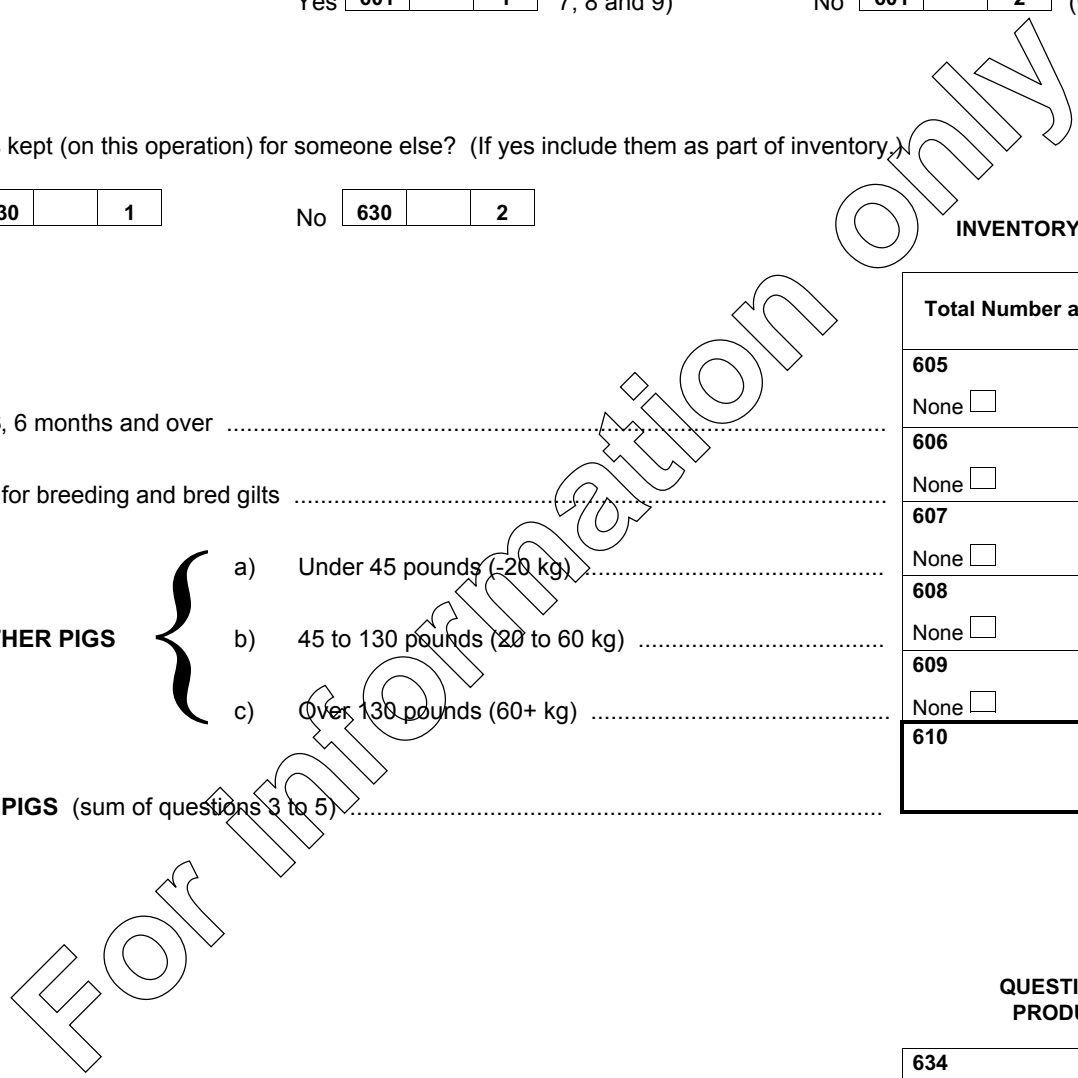 Yes 601 1 7, 8 and 9) No 601 2 (
kept (on this operation) for someone else? (If yes include them as part of inventory.)
30 1 No 630 2
INVENTORY
Total Number a
605
None
, 6 months and over
606
None
for breeding and bred gilts
607
None
a) Under 45 pounds (-20 kg)
608
None
HER PIGS b) 45 to 130 pounds (20 to 60 kg)
609
None
c) Over 130 pounds (60+ kg)
610
PIGS (sum of questions 3 to 5)
QUESTI
PRODU
634
For information only